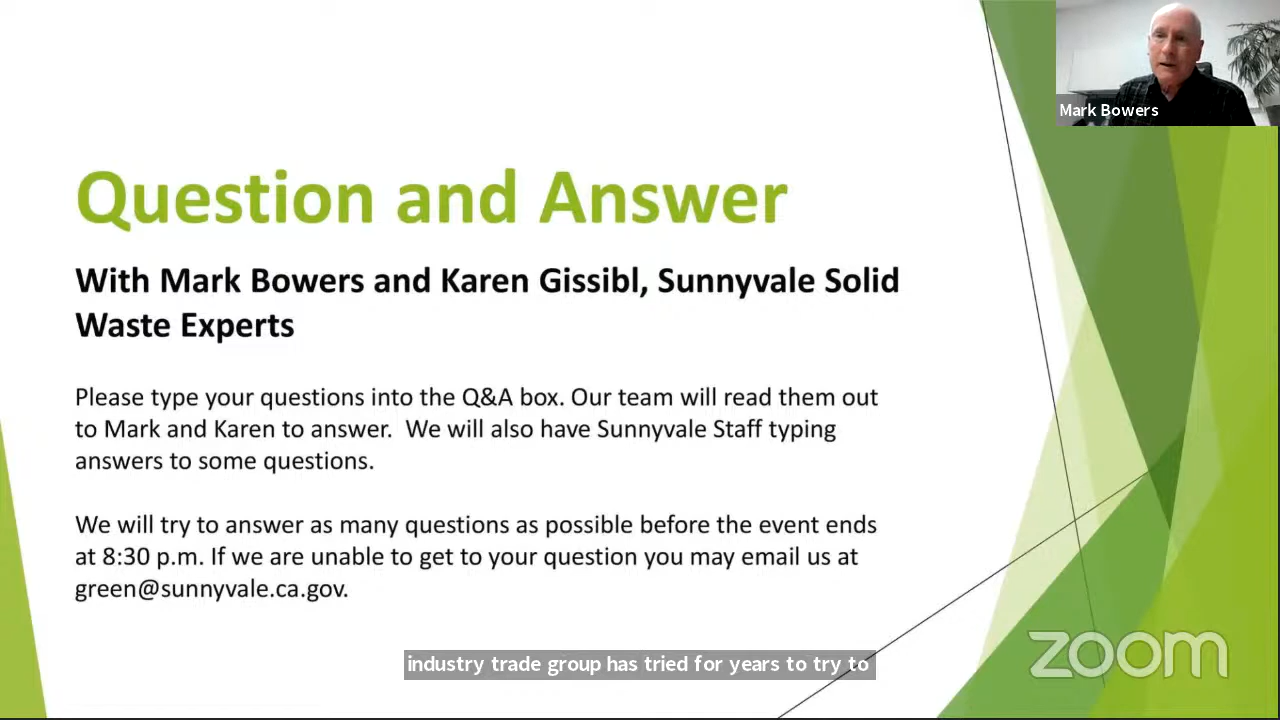 Mark Bowers
Question and Answer
With Mark Bowers and Karen Gissibl, Sunnyvale Solid
Waste Experts
Please type your questions into the Q&A box. Our team will read them out
to Mark and Karen to answer.  We will also have Sunnyvale Staff typing
answers to some questions.
We will try to answer as many questions as possible before the event ends
at 8:30 p.m. If we are unable to get to your question you may email us at
green@sunnyvale.ca.gov.
zoom
industry trade group has tried for years to try to